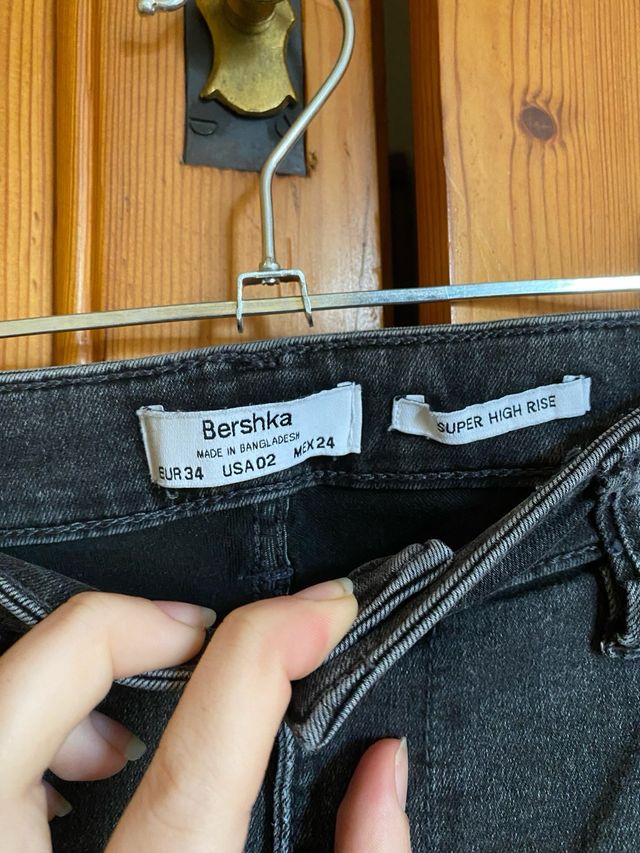 Bershka
MADE IN BANGLADESH
EUR34 USA02 MEX24
SUPER HIGH RISE